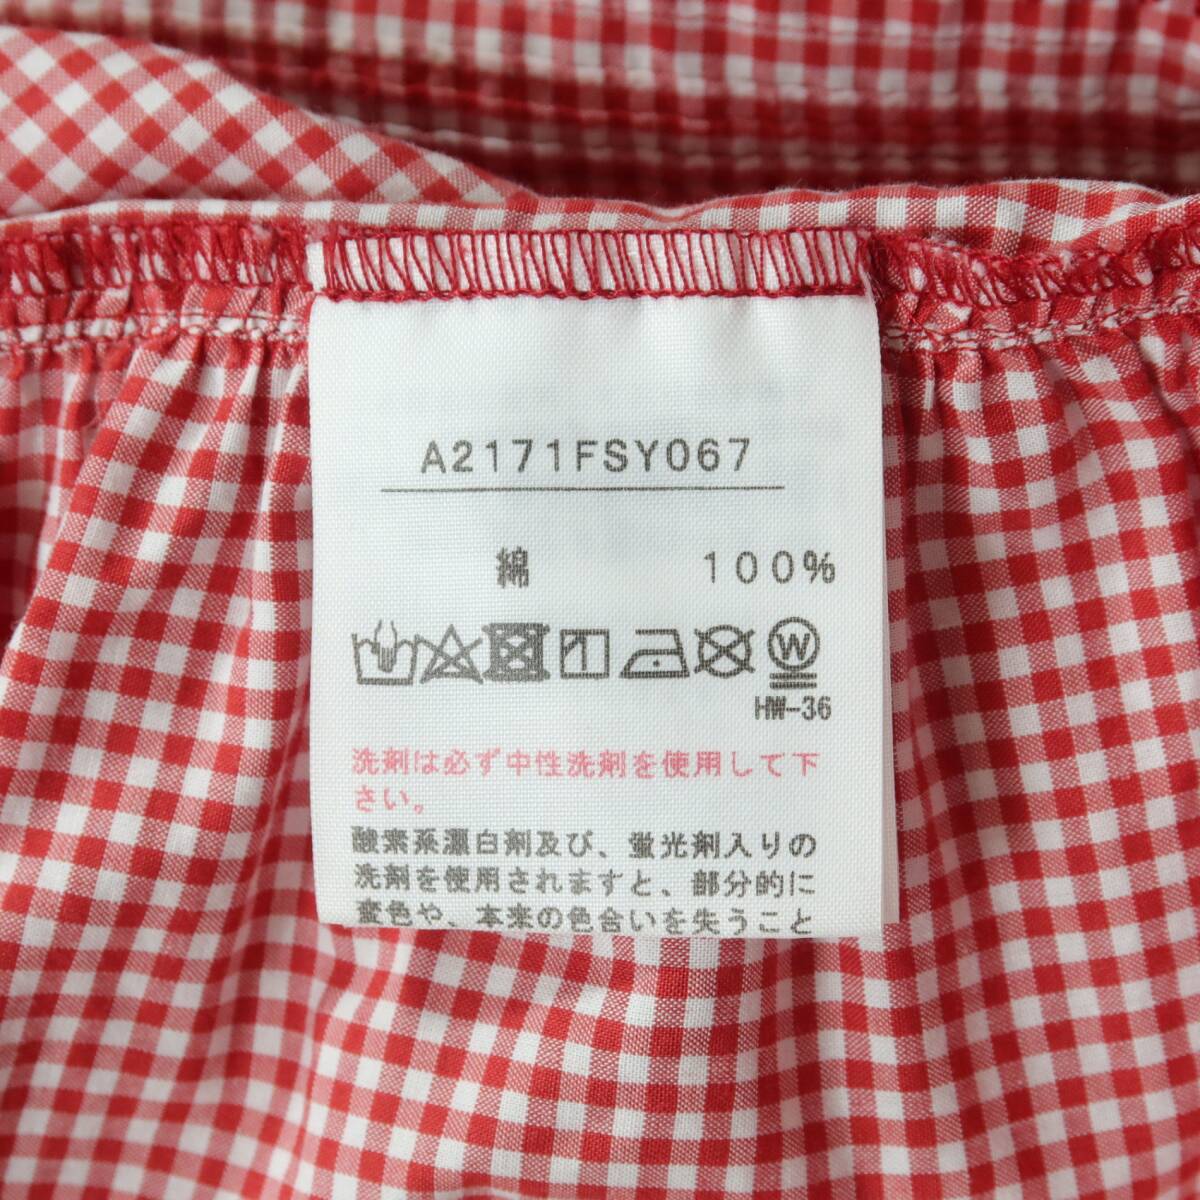 A2171FSY067
綿 100%
W
HW-36
洗剤は必ず中性洗剤を使用して下
さい。
酸素系漂白剤及び、蛍光剤入りの
洗剤を使用されますと、部分的に
変色や、本来の色合いを失うこと